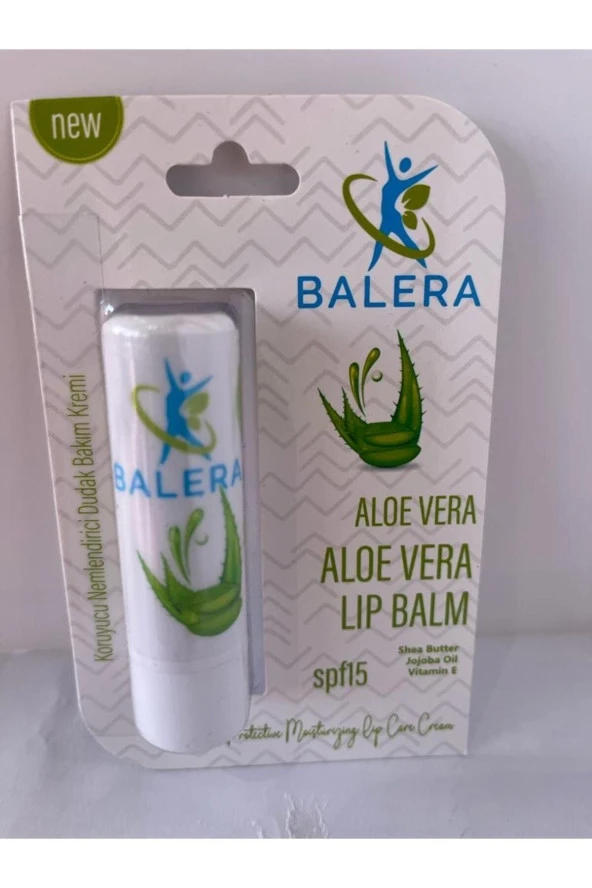 new
BALERA
ALOE VERA
ALOE VERA
LIP BALM
Shea Butter
Jojoba Oil
Vitamin E
spf15
Protective Moisturizing Lip Care Cream
Koruyucu Nemlendirici Dudak Bakım Kremi
BALERA